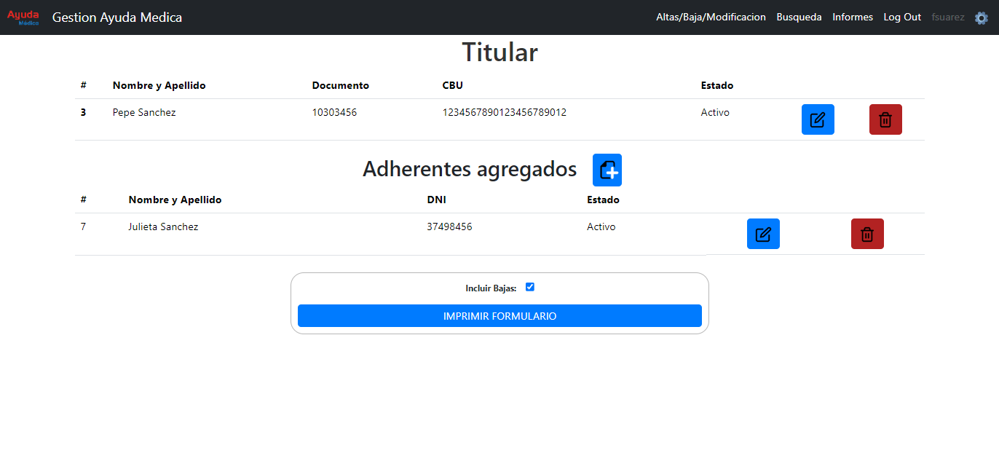 Ayuda Médica Gestion Ayuda Medica Altas/Baja/Modificacion Busqueda Informes Log Out fsuarez
Titular
# Nombre y Apellido Documento CBU Estado
3 Pepe Sanchez 10303456 1234567890123456789012 Activo
Adherentes agregados
# Nombre y Apellido DNI Estado
7 Julieta Sanchez 37498456 Activo
Incluir Bajas:
IMPRIMIR FORMULARIO